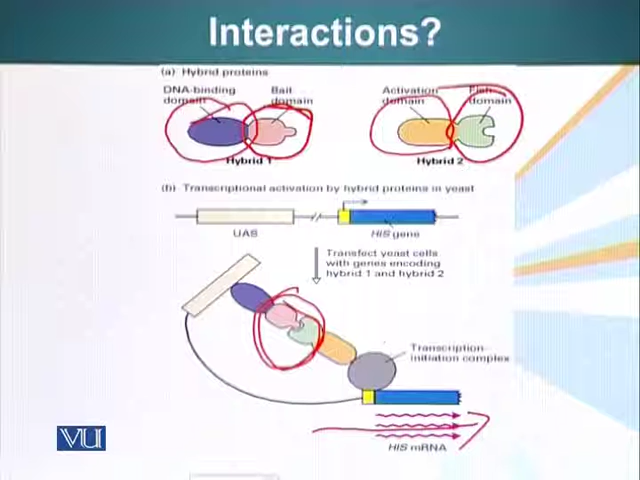 Interactions?
(a) Hybrid proteins
DNA-binding
domain
Bait
domain
Activation
domain
Fish
domain
Hybrid 1
Hybrid 2
(b) Transcriptional activation by hybrid proteins in yeast
UAS
HIS gene
Transfect yeast cells
with genes encoding
hybrid 1 and hybrid 2
Transcription-
initiation complex
HIS mRNA
VU